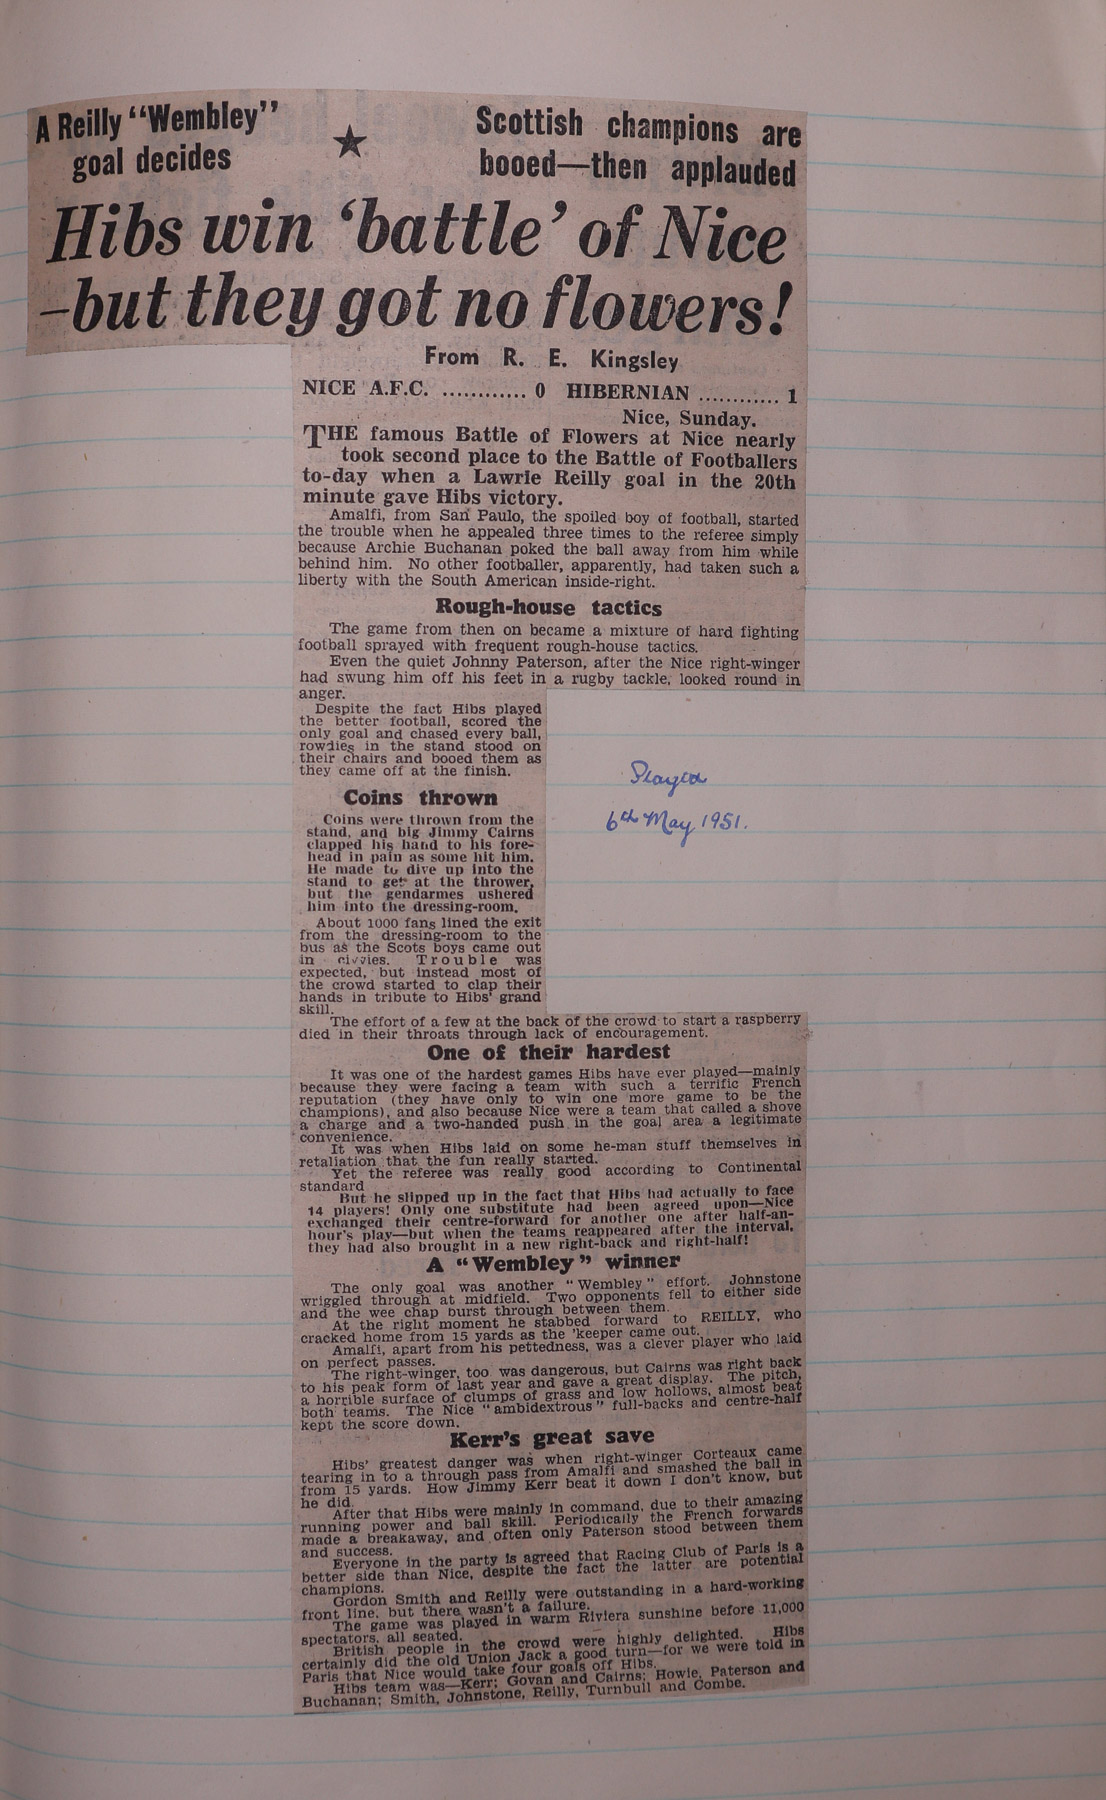 A Reilly "Wembley"
goal decides
★
Scottish champions are
booed—then applauded
Hibs win 'battle' of Nice
-but they got no flowers!
From R. E. Kingsley
NICE A.F.C. ............ 0 HIBERNIAN ............ 1
Nice, Sunday.
THE famous Battle of Flowers at Nice nearly
took second place to the Battle of Footballers
to-day when a Lawrie Reilly goal in the 20th
minute gave Hibs victory.
Amalfi, from San Paulo, the spoiled boy of football, started
the trouble when he appealed three times to the referee simply
because Archie Buchanan poked the ball away from him while
behind him. No other footballer, apparently, had taken such a
liberty with the South American inside-right.
Rough-house tactics
The game from then on became a mixture of hard fighting
football sprayed with frequent rough-house tactics.
Even the quiet Johnny Paterson, after the Nice right-winger
had swung him off his feet in a rugby tackle, looked round in
anger.
Despite the fact Hibs played
the better football, scored the
only goal and chased every ball,
rowdies in the stand stood on
their chairs and booed them as
they came off at the finish.
Coins thrown
Coins were thrown from the
stand, and big Jimmy Cairns
clapped his hand to his fore-
head in pain as some hit him.
He made to dive up into the
stand to get at the thrower,
but the gendarmes ushered
him into the dressing-room.
About 1000 fans lined the exit
from the dressing-room to the
bus as the Scots boys came out
in civvies. Trouble was
expected, but instead most of
the crowd started to clap their
hands in tribute to Hibs' grand
skill.
Played
6th May 1951.
The effort of a few at the back of the crowd to start a raspberry
died in their throats through lack of encouragement.
One of their hardest
It was one of the hardest games Hibs have ever played—mainly
because they were facing a team with such a terrific French
reputation (they have only to win one more game to be the
champions), and also because Nice were a team that called a shove
a charge and a two-handed push in the goal area a legitimate
convenience.
It was when Hibs laid on some he-man stuff themselves in
retaliation that the fun really started.
Yet the referee was really good according to Continental
standard
But he slipped up in the fact that Hibs had actually to face
14 players! Only one substitute had been agreed upon—Nice
exchanged their centre-forward for another one after half-an-
hour's play—but when the teams reappeared after the interval,
they had also brought in a new right-back and right-half!
A "Wembley" winner
The only goal was another "Wembley" effort. Johnstone
wriggled through at midfield. Two opponents fell to either side
and the wee chap burst through between them.
At the right moment he stabbed forward to REILLY, who
cracked home from 15 yards as the 'keeper came out.
Amalfi, apart from his pettedness, was a clever player who laid
on perfect passes.
The right-winger, too was dangerous, but Cairns was right back
to his peak form of last year and gave a great display. The pitch,
a horrible surface of clumps of grass and low hollows, almost beat
both teams. The Nice "ambidextrous" full-backs and centre-half
kept the score down.
Kerr's great save
Hibs' greatest danger was when right-winger Corteaux came
tearing in to a through pass from Amalfi and smashed the ball in
from 15 yards. How Jimmy Kerr beat it down I don't know, but
he did.
After that Hibs were mainly in command, due to their amazing
running power and ball skill. Periodically the French forwards
made a breakaway, and often only Paterson stood between them
and success.
Everyone in the party is agreed that Racing Club of Paris is a
better side than Nice, despite the fact the latter are potential
champions.
Gordon Smith and Reilly were outstanding in a hard-working
front line, but there wasn't a failure.
The game was played in warm Riviera sunshine before 11,000
spectators, all seated.
British people in the crowd were highly delighted. Hibs
certainly did the old Union Jack a good turn—for we were told in
Paris that Nice would take four goals off Hibs.
Hibs team was—Kerr; Govan and Cairns; Howie, Paterson and
Buchanan; Smith, Johnstone, Reilly, Turnbull and Combe.